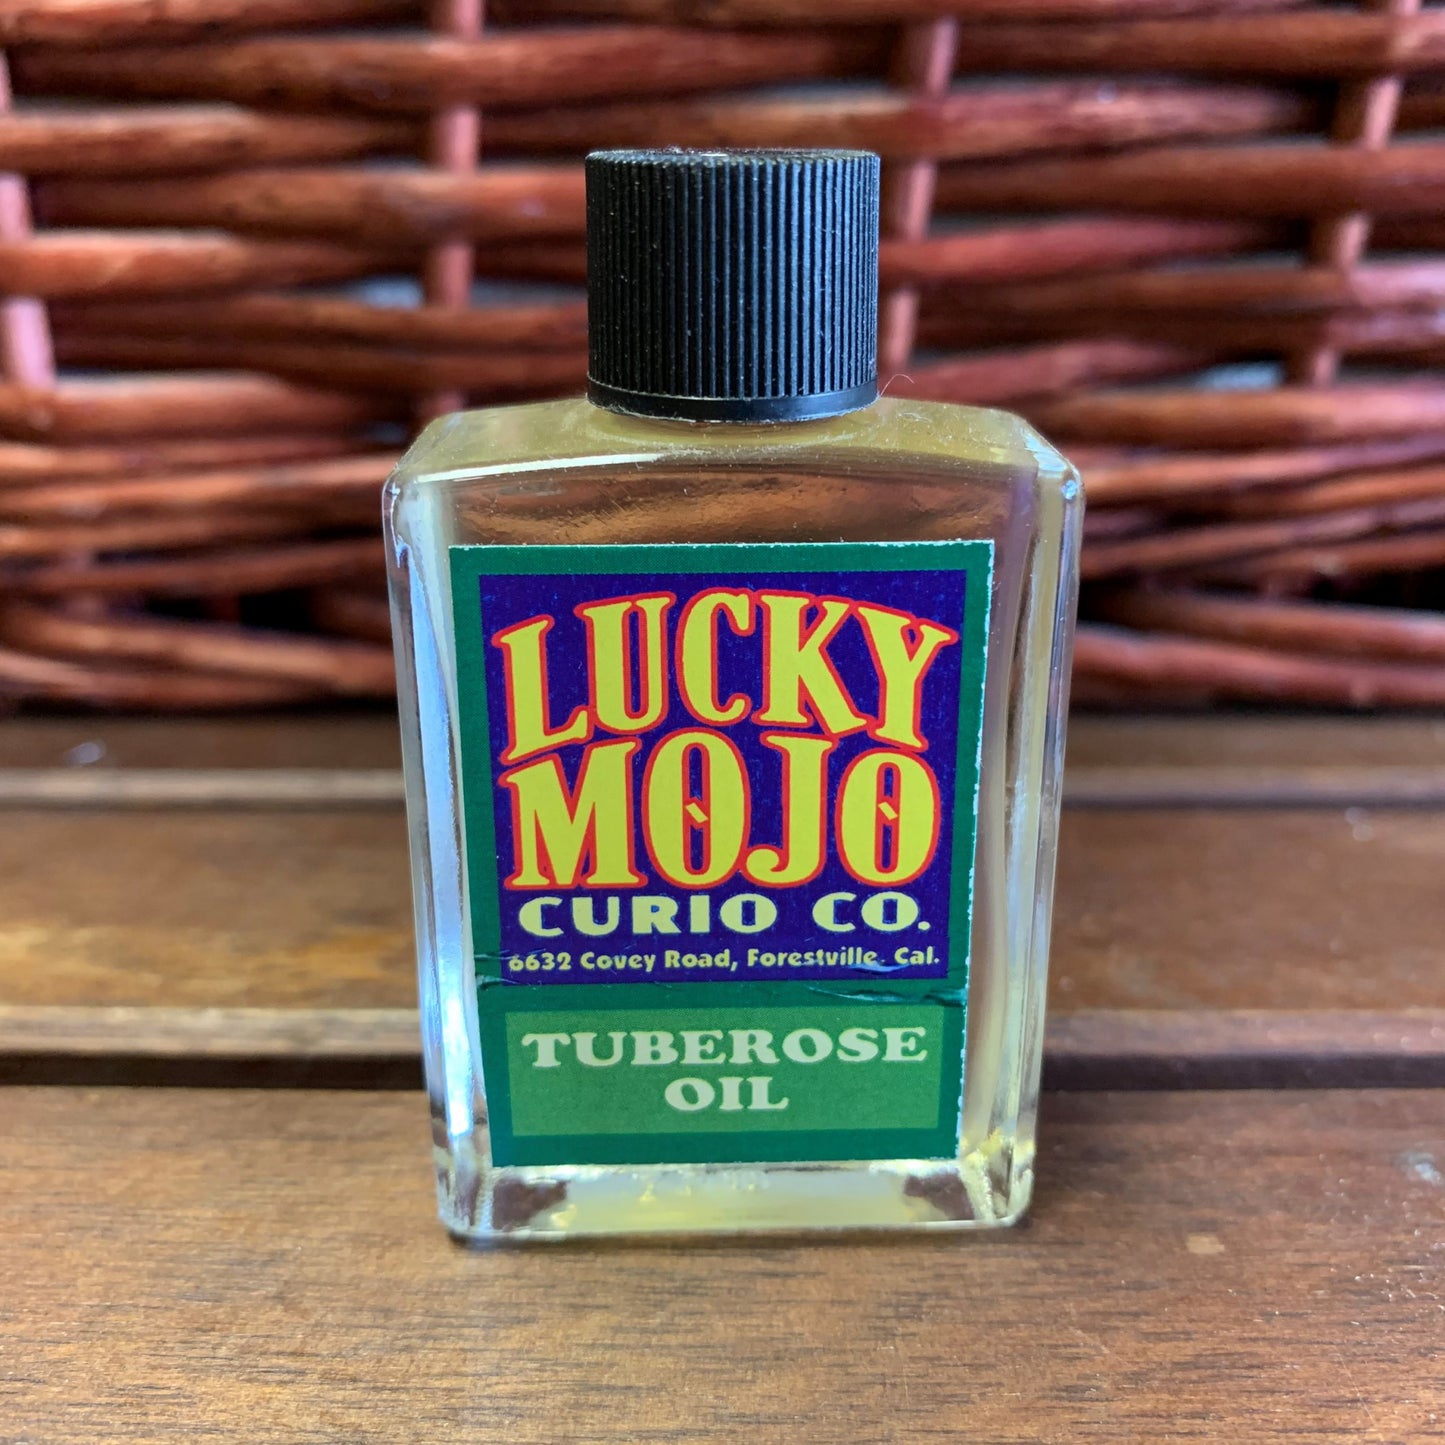 LUCKY
MOJO
CURIO CO.
6632 Covey Road, Forestville, Cal.
TUBEROSE
OIL